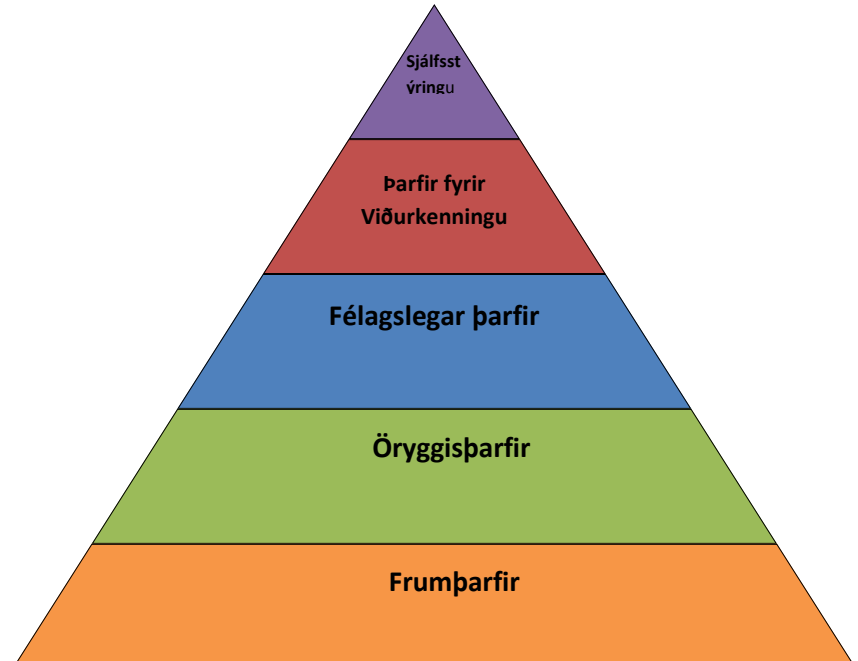 Sjálfsst
ýringu
Þarfir fyrir
Viðurkenningu
Félagslegar þarfir
Öryggisþarfir
Frumþarfir